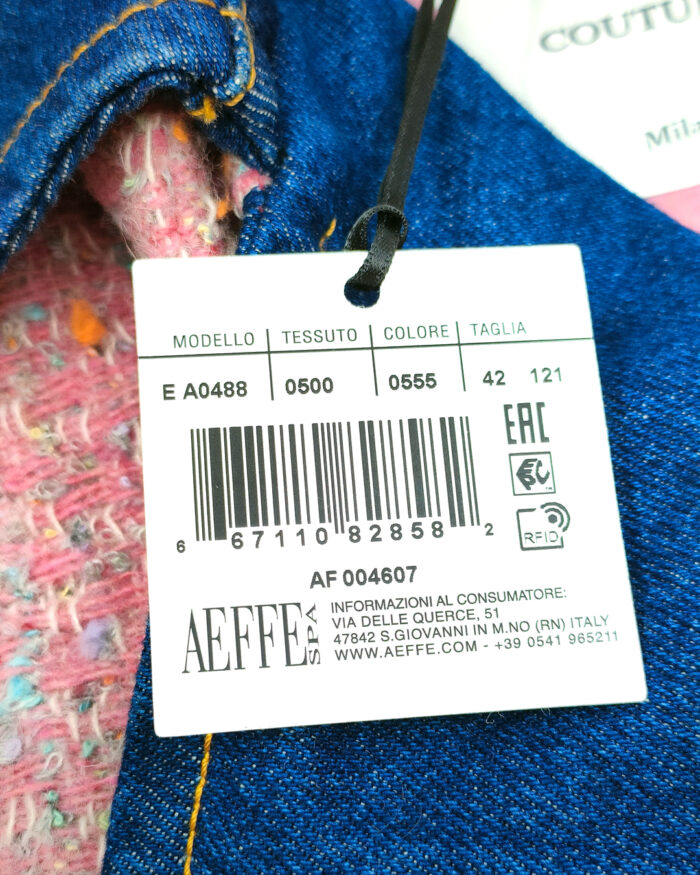 COUTU
Mila
MODELLO TESSUTO COLORE TAGLIA
E A0488 0500 0555 42 121
EAC
RFID
6 67110 82858 2
AF 004607
AEFFE SPA
INFORMAZIONI AL CONSUMATORE:
VIA DELLE QUERCE, 51
47842 S.GIOVANNI IN M.NO (RN) ITALY
WWW.AEFFE.COM - +39 0541 965211